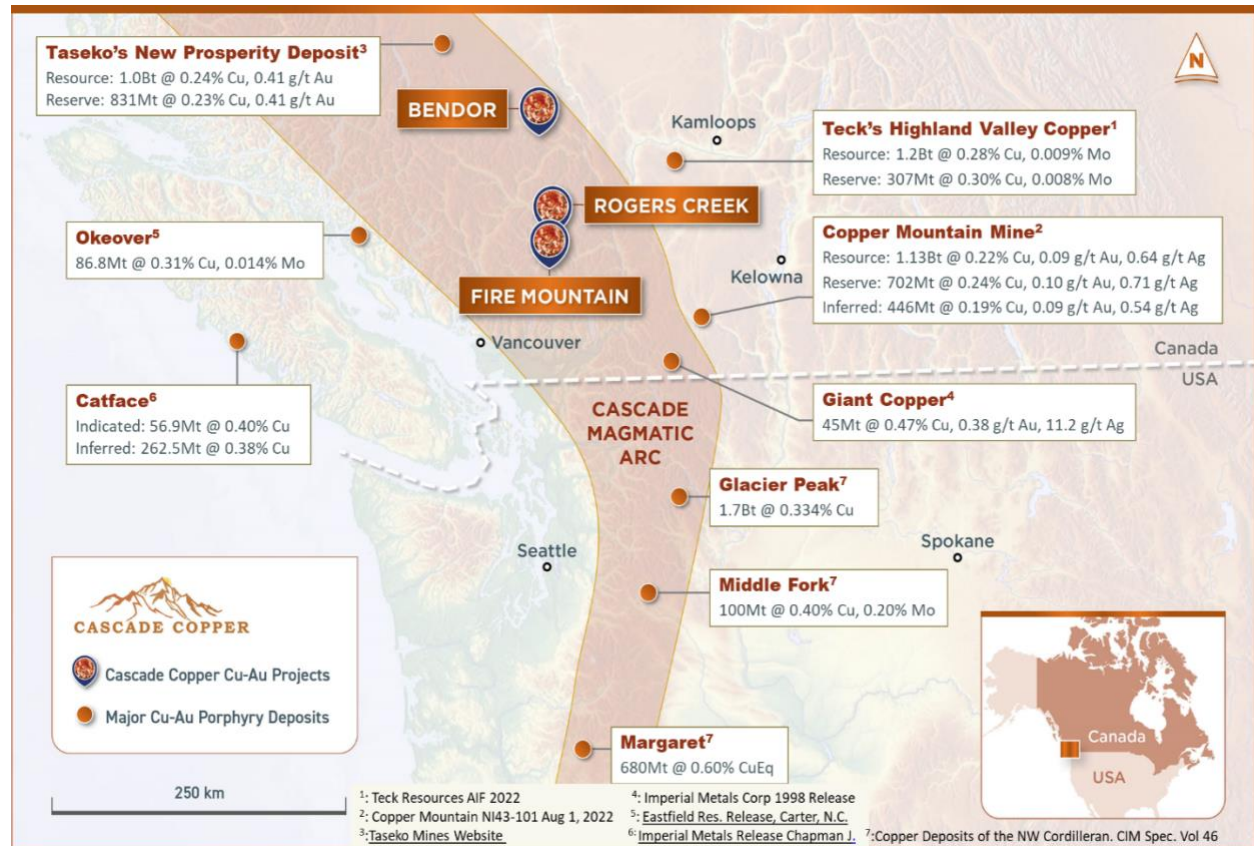 Taseko's New Prosperity Deposit³
Resource: 1.0Bt @ 0.24% Cu, 0.41 g/t Au
Reserve: 831Mt @ 0.23% Cu, 0.41 g/t Au
BENDOR
N
Kamloops
Teck's Highland Valley Copper¹
Resource: 1.2Bt @ 0.28% Cu, 0.009% Mo
Reserve: 307Mt @ 0.30% Cu, 0.008% Mo
ROGERS CREEK
Okeover⁵
86.8Mt @ 0.31% Cu, 0.014% Mo
Copper Mountain Mine²
Resource: 1.13Bt @ 0.22% Cu, 0.09 g/t Au, 0.64 g/t Ag
Reserve: 702Mt @ 0.24% Cu, 0.10 g/t Au, 0.71 g/t Ag
Inferred: 446Mt @ 0.19% Cu, 0.09 g/t Au, 0.54 g/t Ag
Kelowna
FIRE MOUNTAIN
Vancouver
Canada
USA
Catface⁶
Indicated: 56.9Mt @ 0.40% Cu
Inferred: 262.5Mt @ 0.38% Cu
CASCADE
MAGMATIC
ARC
Giant Copper⁴
45Mt @ 0.47% Cu, 0.38 g/t Au, 11.2 g/t Ag
Glacier Peak⁷
1.7Bt @ 0.334% Cu
Seattle
Spokane
Middle Fork⁷
100Mt @ 0.40% Cu, 0.20% Mo
CASCADE COPPER
Cascade Copper Cu-Au Projects
Major Cu-Au Porphyry Deposits
Margaret⁷
680Mt @ 0.60% CuEq
Canada
USA
250 km
¹: Teck Resources AIF 2022
²: Copper Mountain NI43-101 Aug 1, 2022
³:Taseko Mines Website
⁴: Imperial Metals Corp 1998 Release
⁵: Eastfield Res. Release, Carter, N.C.
⁶: Imperial Metals Release Chapman J.
⁷:Copper Deposits of the NW Cordilleran. CIM Spec. Vol 46